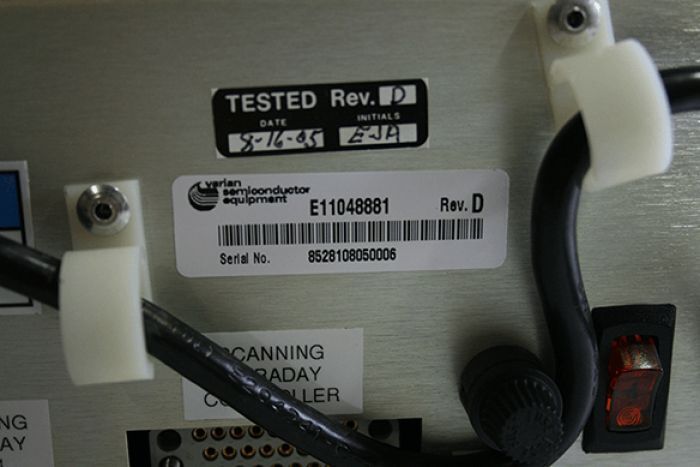 TESTED Rev. D
DATE INITIALS
8-16-05 EJA
varian
semiconductor
equipment
E11048881 Rev. D
Serial No. 8528108050006
SCANNING
FARADAY
CONTROLLER
NG
AY